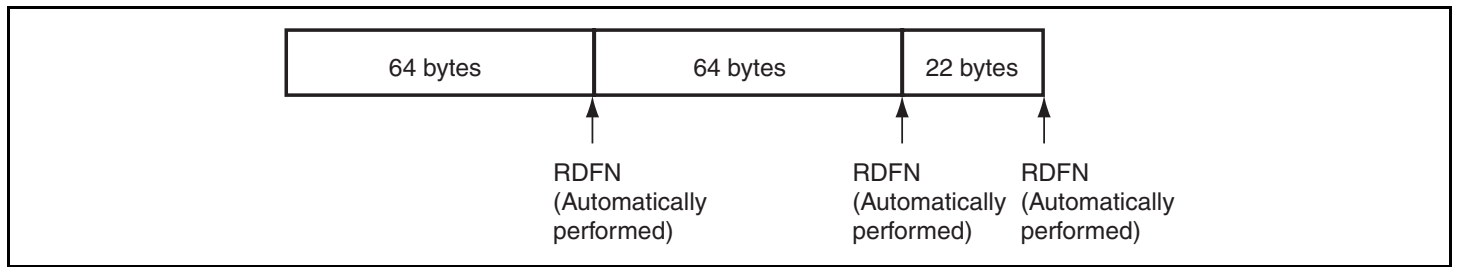 64 bytes
64 bytes
22 bytes
RDFN
(Automatically
performed)
RDFN
(Automatically
performed)
RDFN
(Automatically
performed)